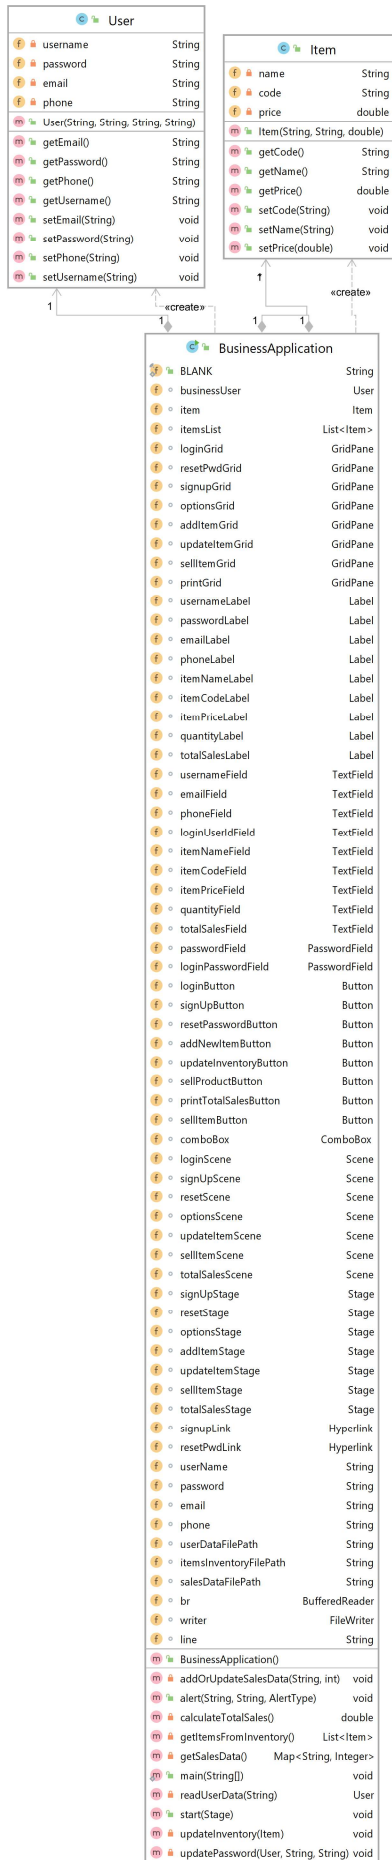 User
username String
password String
email String
phone String
User(String, String, String, String)
getEmail() String
getPassword() String
getPhone() String
getUsername() String
setEmail(String) void
setPassword(String) void
setPhone(String) void
setUsername(String) void
Item
name String
code String
price double
Item(String, String, double)
getCode() String
getName() String
getPrice() double
setCode(String) void
setName(String) void
setPrice(double) void
«create»
1
«create»
1
1
1
BusinessApplication
BLANK String
businessUser User
item Item
itemsList List<Item>
loginGrid GridPane
resetPwdGrid GridPane
signupGrid GridPane
optionsGrid GridPane
addItemGrid GridPane
updateItemGrid GridPane
sellItemGrid GridPane
printGrid GridPane
usernameLabel Label
passwordLabel Label
emailLabel Label
phoneLabel Label
itemNameLabel Label
itemCodeLabel Label
itemPriceLabel Label
quantityLabel Label
totalSalesLabel Label
usernameField TextField
emailField TextField
phoneField TextField
loginUserIdField TextField
itemNameField TextField
itemCodeField TextField
itemPriceField TextField
quantityField TextField
totalSalesField TextField
passwordField PasswordField
loginPasswordField PasswordField
loginButton Button
signUpButton Button
resetPasswordButton Button
addNewItemButton Button
updateInventoryButton Button
sellProductButton Button
printTotalSalesButton Button
sellItemButton Button
comboBox ComboBox
loginScene Scene
signUpScene Scene
resetScene Scene
optionsScene Scene
updateItemScene Scene
sellItemScene Scene
totalSalesScene Scene
signUpStage Stage
resetStage Stage
optionsStage Stage
addItemStage Stage
updateItemStage Stage
sellItemStage Stage
totalSalesStage Stage
signupLink Hyperlink
resetPwdLink Hyperlink
userName String
password String
email String
phone String
userDataFilePath String
itemsInventoryFilePath String
salesDataFilePath String
br BufferedReader
writer FileWriter
line String
BusinessApplication()
addOrUpdateSalesData(String, int) void
alert(String, String, AlertType) void
calculateTotalSales() double
getItemsFromInventory() List<Item>
getSalesData() Map<String, Integer>
main(String[]) void
readUserData(String) User
start(Stage) void
updateInventory(Item) void
updatePassword(User, String, String) void